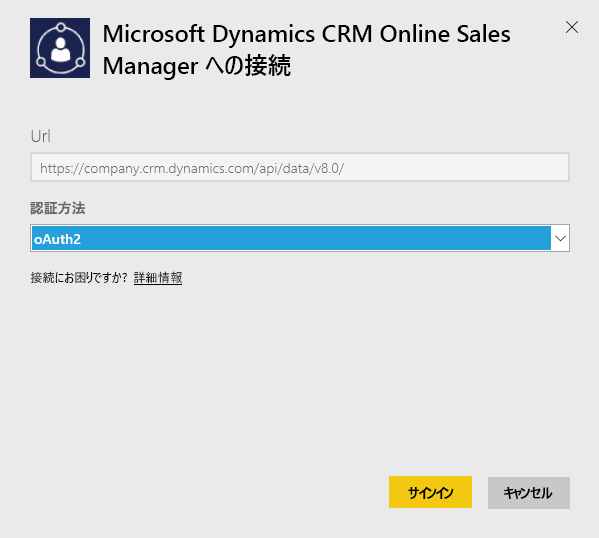 Microsoft Dynamics CRM Online Sales
Manager への接続
Url
https://company.crm.dynamics.com/api/data/v8.0/
認証方法
oAuth2
接続にお困りですか? 詳細情報
サインイン キャンセル